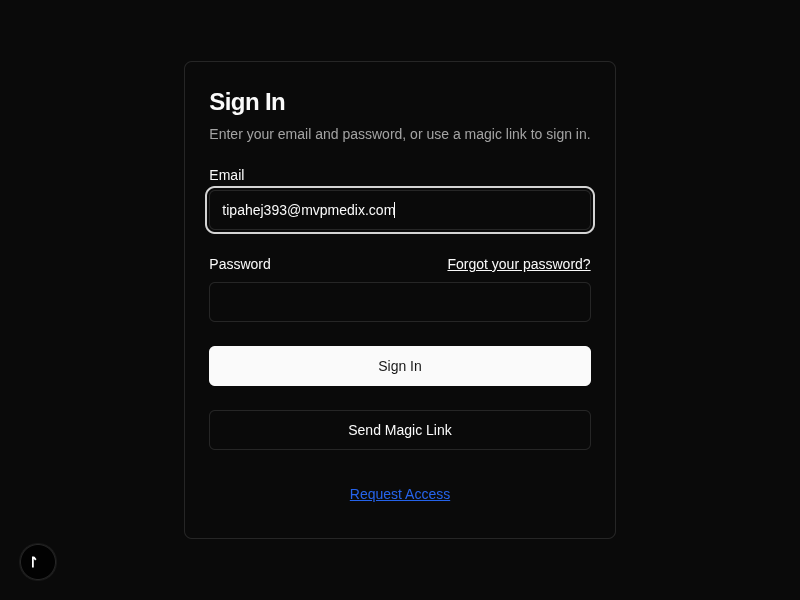 Sign In
Enter your email and password, or use a magic link to sign in.
Email
tipahej393@mvpmedix.com
Password Forgot your password?
Sign In
Send Magic Link
Request Access